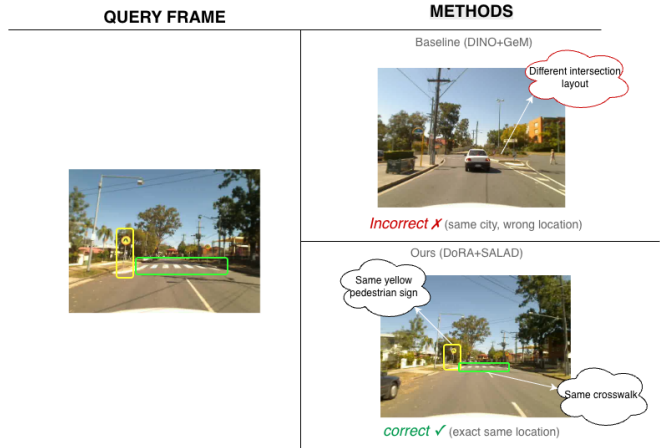 QUERY FRAME
METHODS
Baseline (DINO+GeM)
Different intersection
layout
Incorrect ✗ (same city, wrong location)
Ours (DoRA+SALAD)
Same yellow
pedestrian sign
Same crosswalk
correct ✓ (exact same location)